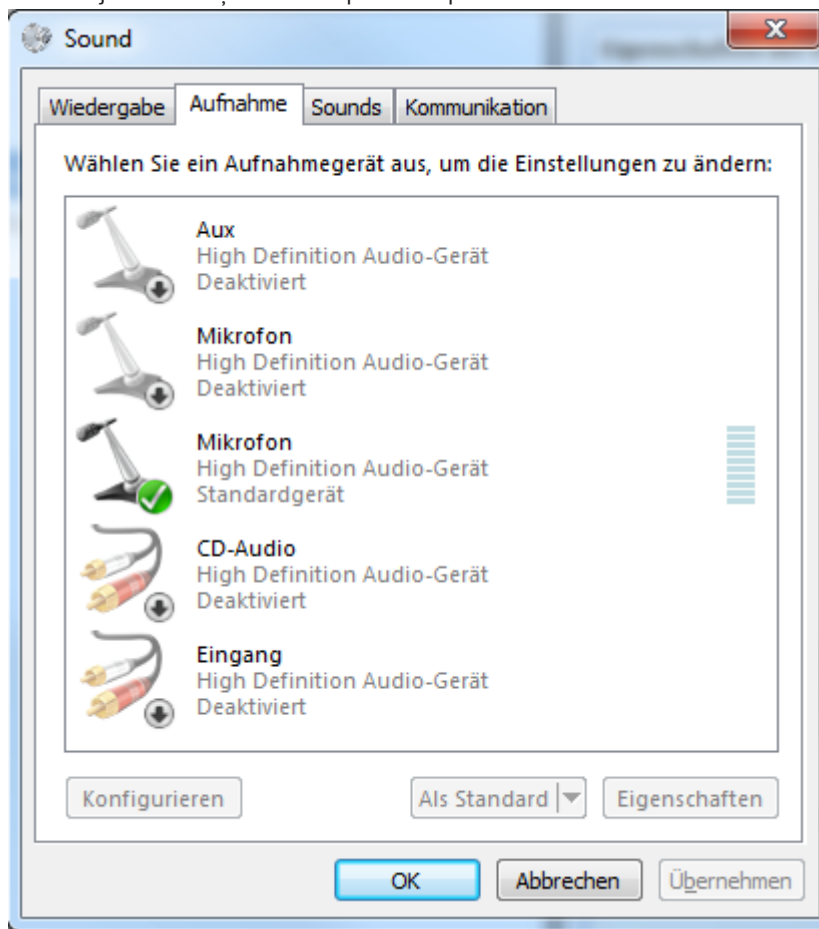 Sound
Wiedergabe Aufnahme Sounds Kommunikation
Wählen Sie ein Aufnahmegerät aus, um die Einstellungen zu ändern:
Aux
High Definition Audio-Gerät
Deaktiviert
Mikrofon
High Definition Audio-Gerät
Deaktiviert
Mikrofon
High Definition Audio-Gerät
Standardgerät
CD-Audio
High Definition Audio-Gerät
Deaktiviert
Eingang
High Definition Audio-Gerät
Deaktiviert
Konfigurieren Als Standard Eigenschaften
OK Abbrechen Übernehmen